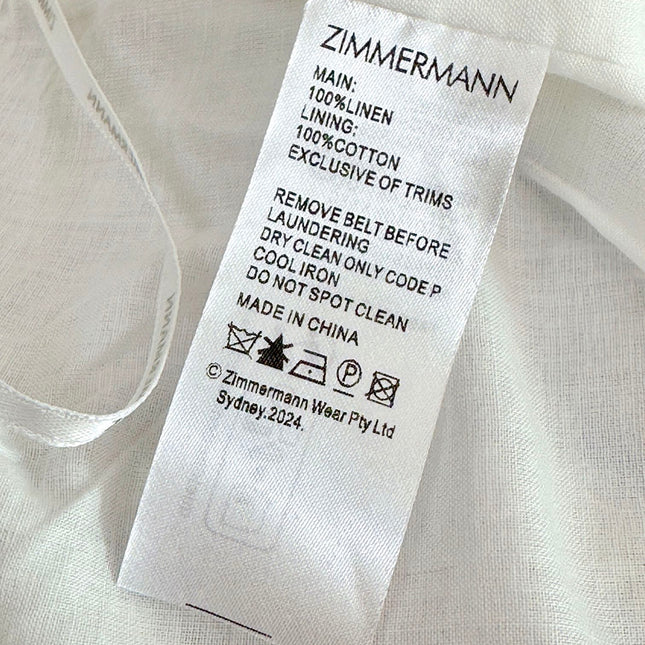 ZIMMERMANN
MAIN:
100%LINEN
LINING:
100%COTTON
EXCLUSIVE OF TRIMS
REMOVE BELT BEFORE
LAUNDERING
DRY CLEAN ONLY CODE P
COOL IRON
DO NOT SPOT CLEAN
MADE IN CHINA
P
© Zimmermann Wear Pty Ltd
Sydney.2024.